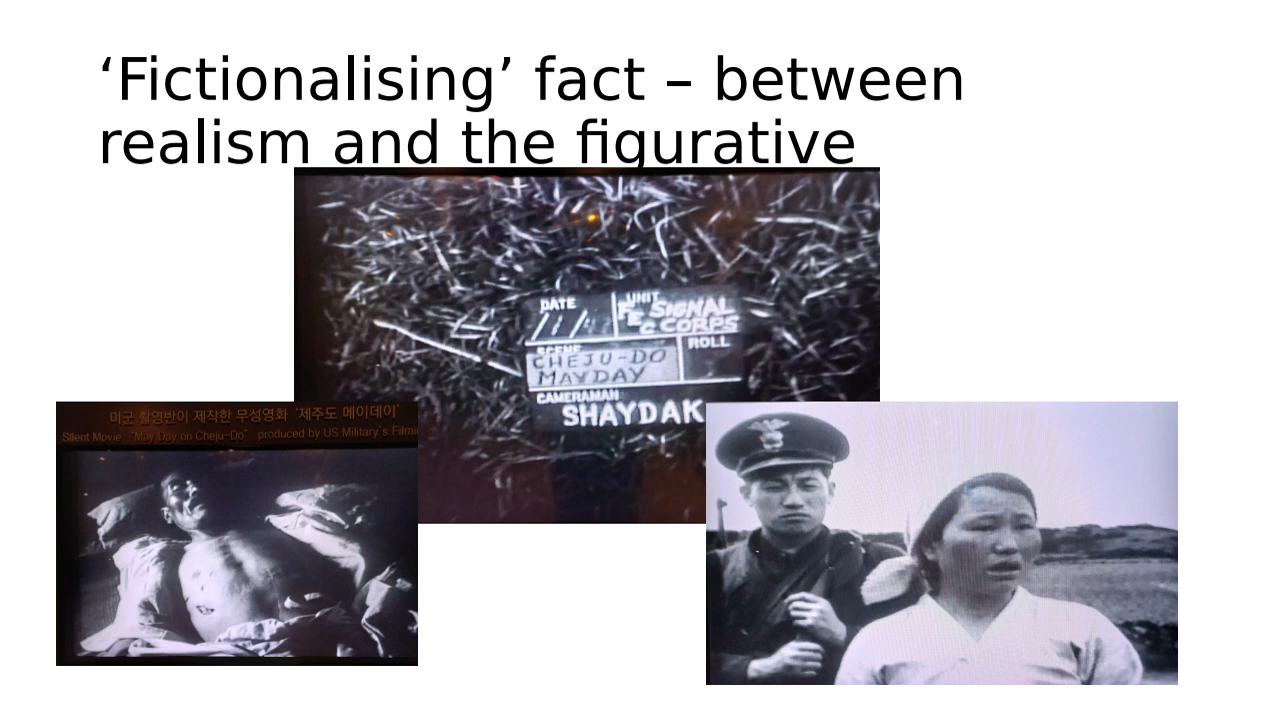 ‘Fictionalising’ fact – between
realism and the figurative
DATE
UNIT
FEC SIGNAL
CORPS
SCENE
ROLL
CHEJU-DO
MAYDAY
CAMERAMAN
SHAYDAK
미군 촬영반이 제작한 무성영화 '제주도 메이데이'
Silent Movie "May Day on Cheju-Do" produced by US Military's